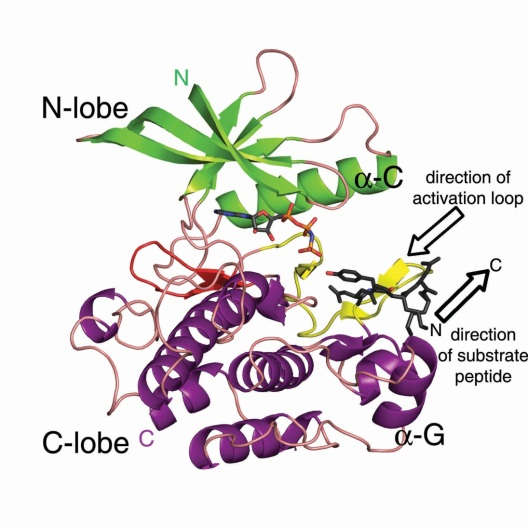 N
N-lobe
α-C
direction of
activation loop
C
N
direction
of substrate
peptide
C-lobe
C
α-G